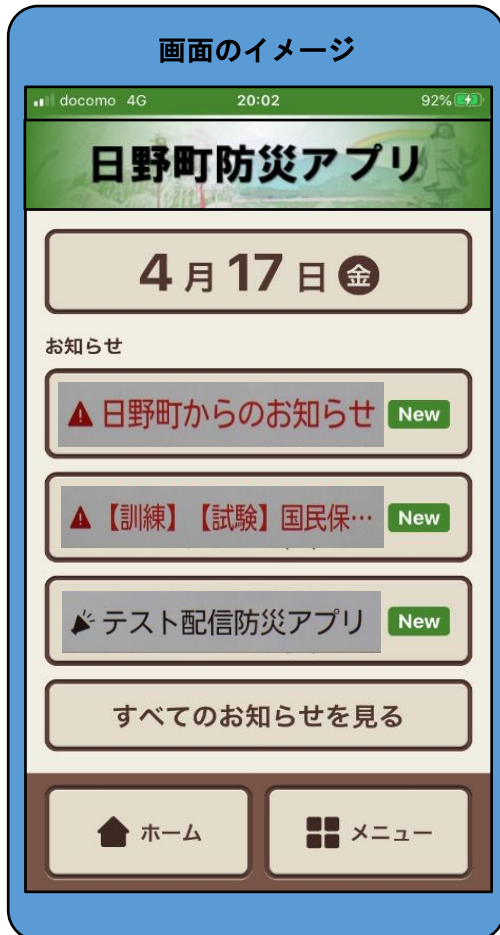 画面のイメージ
docomo 4G 20:02 92%
日野町防災アプリ
4月17日 金
お知らせ
日野町からのお知らせ New
【訓練】【試験】国民保… New
テスト配信防災アプリ New
すべてのお知らせを見る
ホーム メニュー